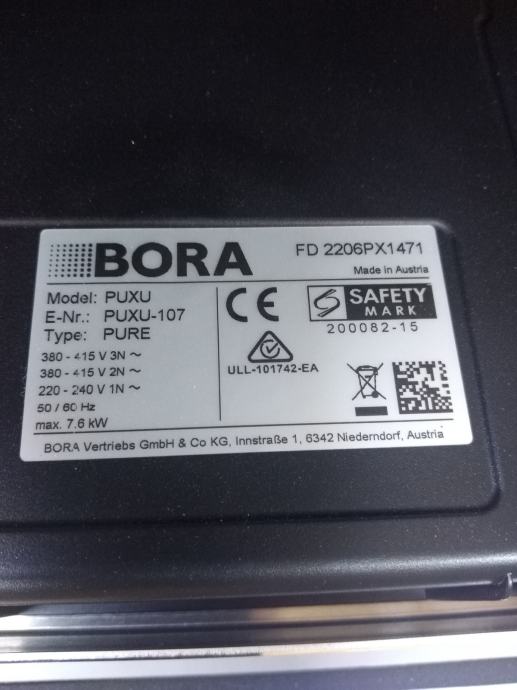 BORA
FD 2206PX1471
Made in Austria
Model: PUXU
E-Nr.: PUXU-107
Type: PURE
380 - 415 V 3N ~
380 - 415 V 2N ~
220 - 240 V 1N ~
50 / 60 Hz
max. 7.6 kW
CE
SAFETY
MARK
200082-15
ULL-101742-EA
BORA Vertriebs GmbH & Co KG, Innstraße 1, 6342 Niederndorf, Austria